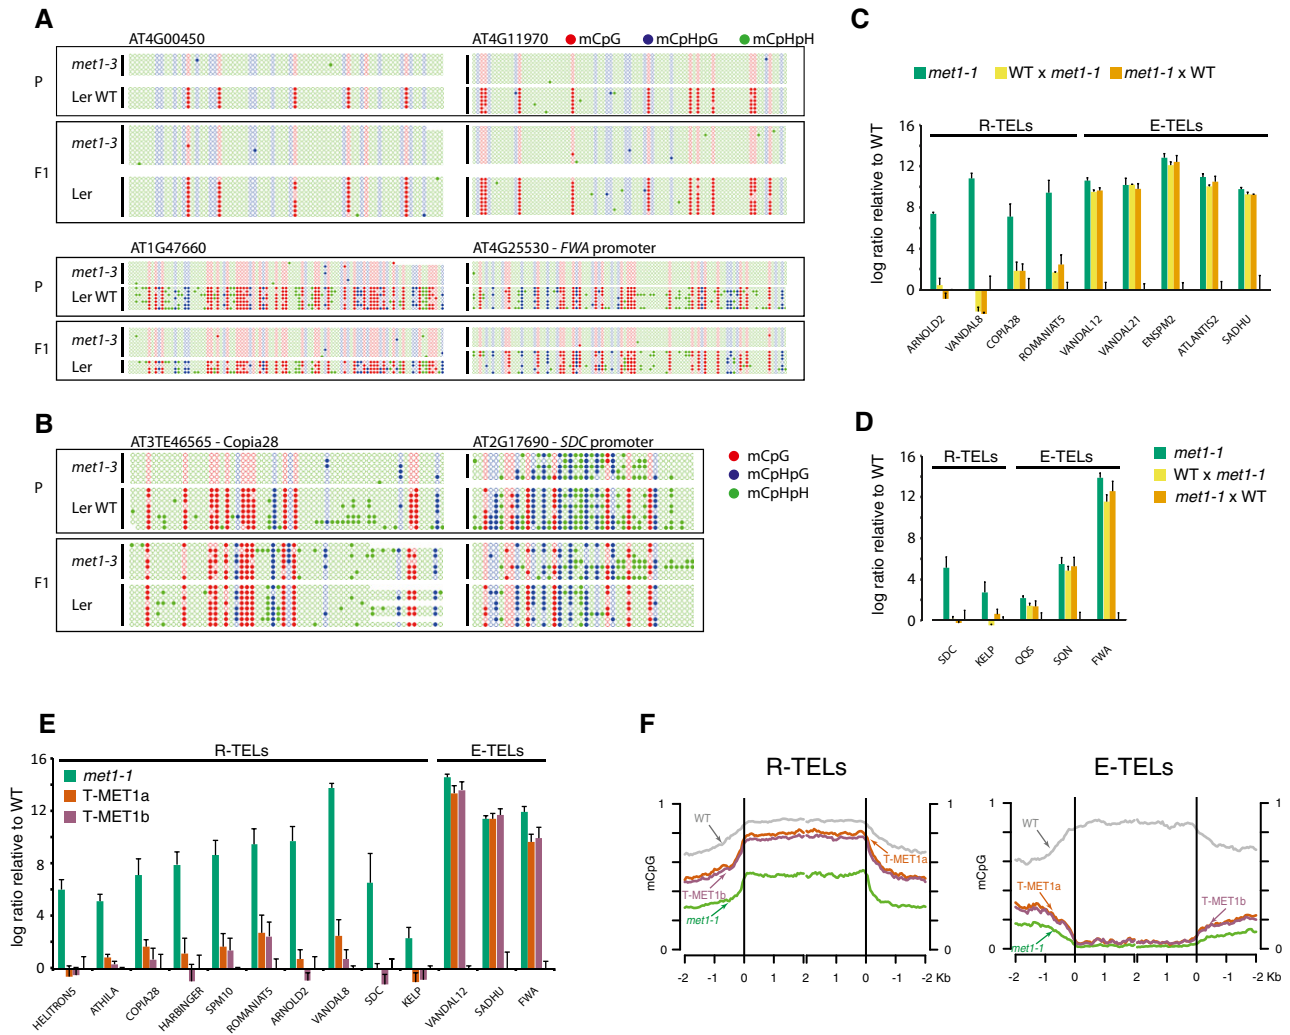 A
AT4G00450
AT4G11970
mCpG
mCpHpG
mCpHpH
P
met1-3
Ler WT
F1
met1-3
Ler
AT1G47660
AT4G25530 - FWA promoter
P
met1-3
Ler WT
F1
met1-3
Ler
B
AT3TE46565 - Copia28
AT2G17690 - SDC promoter
mCpG
mCpHpG
mCpHpH
P
met1-3
Ler WT
F1
met1-3
Ler
C
met1-1
WT x met1-1
met1-1 x WT
R-TELs
E-TELs
log ratio relative to WT
16
12
8
4
0
ARNOLD2
VANDAL8
COPIA28
ROMANIAT5
VANDAL12
VANDAL21
ENSPM2
ATLANTIS2
SADHU
D
met1-1
WT x met1-1
met1-1 x WT
R-TELs
E-TELs
log ratio relative to WT
16
12
8
4
0
SDC
KELP
QQS
SQN
FWA
E
R-TELs
E-TELs
met1-1
T-MET1a
T-MET1b
log ratio relative to WT
16
12
8
4
0
HELITRON5
ATHILA
COPIA28
HARBINGER
SPM10
ROMANIAT5
ARNOLD2
VANDAL8
SDC
KELP
VANDAL12
SADHU
FWA
F
R-TELs
1
1
WT
T-MET1a
T-MET1b
met1-1
mCpG
0
0
-2 -1 0 1 2 1 0 -1 -2 Kb
E-TELs
1
1
WT
T-MET1a
T-MET1b
met1-1
mCpG
0
0
-2 -1 0 1 2 1 0 -1 -2 Kb